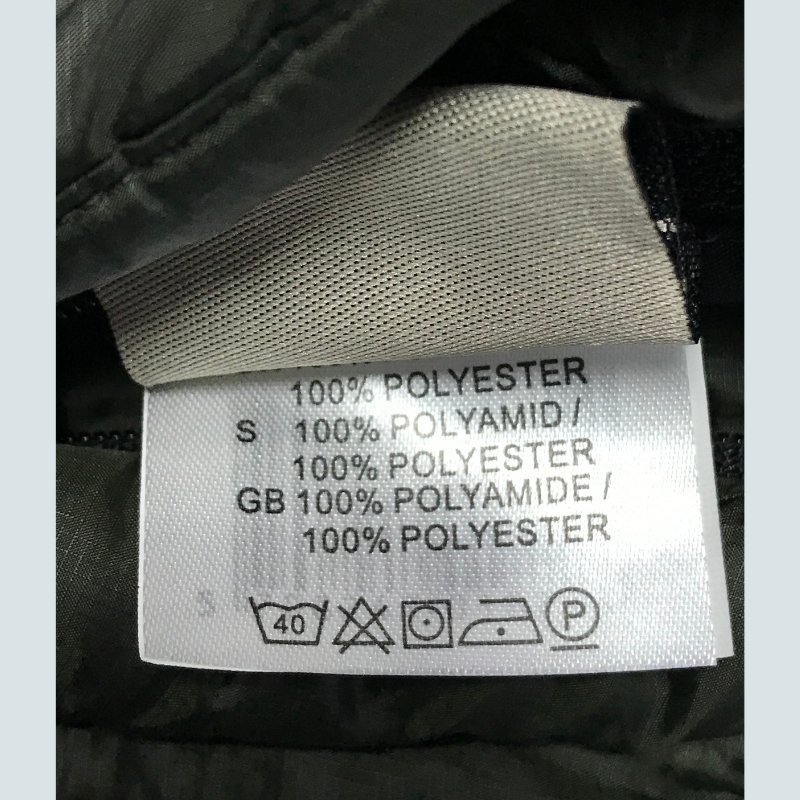 100% POLYESTER
S 100% POLYAMID /
100% POLYESTER
GB 100% POLYAMIDE /
100% POLYESTER
40 P